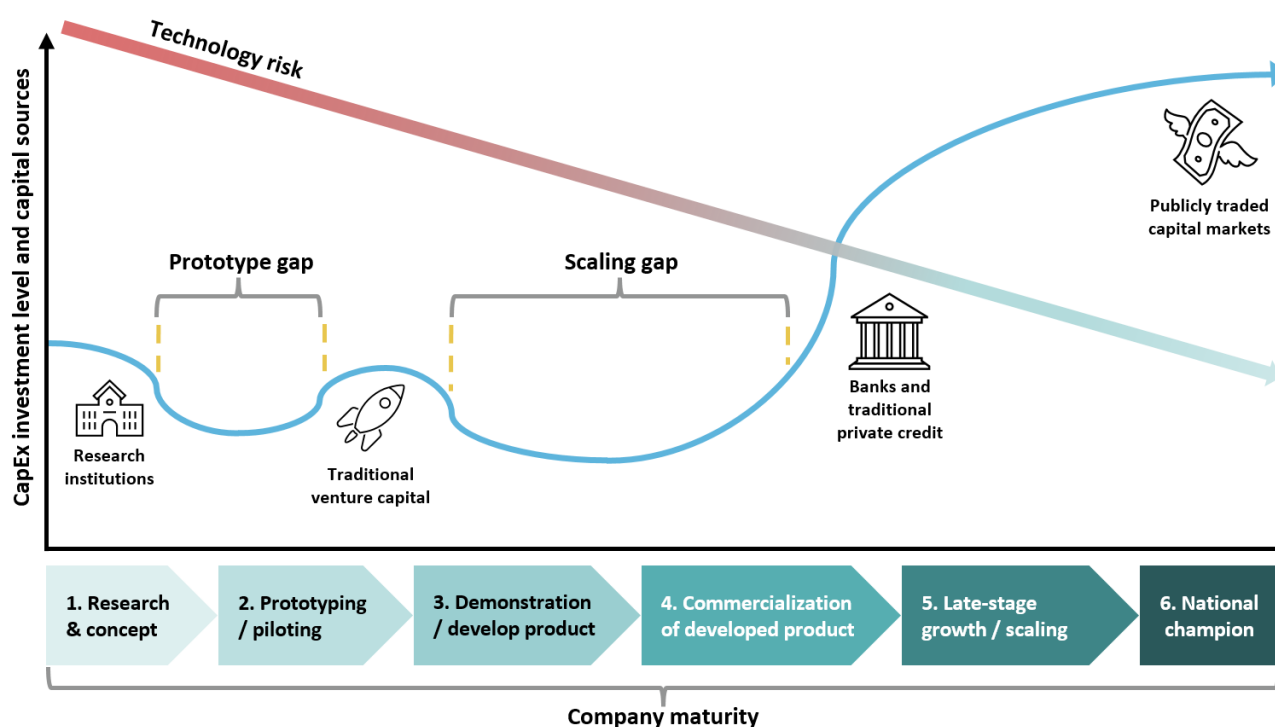 Technology risk
CapEx investment level and capital sources
Prototype gap
Scaling gap
Publicly traded
capital markets
Research
institutions
Traditional
venture capital
Banks and
traditional
private credit
1. Research
& concept
2. Prototyping
/ piloting
3. Demonstration
/ develop product
4. Commercialization
of developed product
5. Late-stage
growth / scaling
6. National
champion
Company maturity